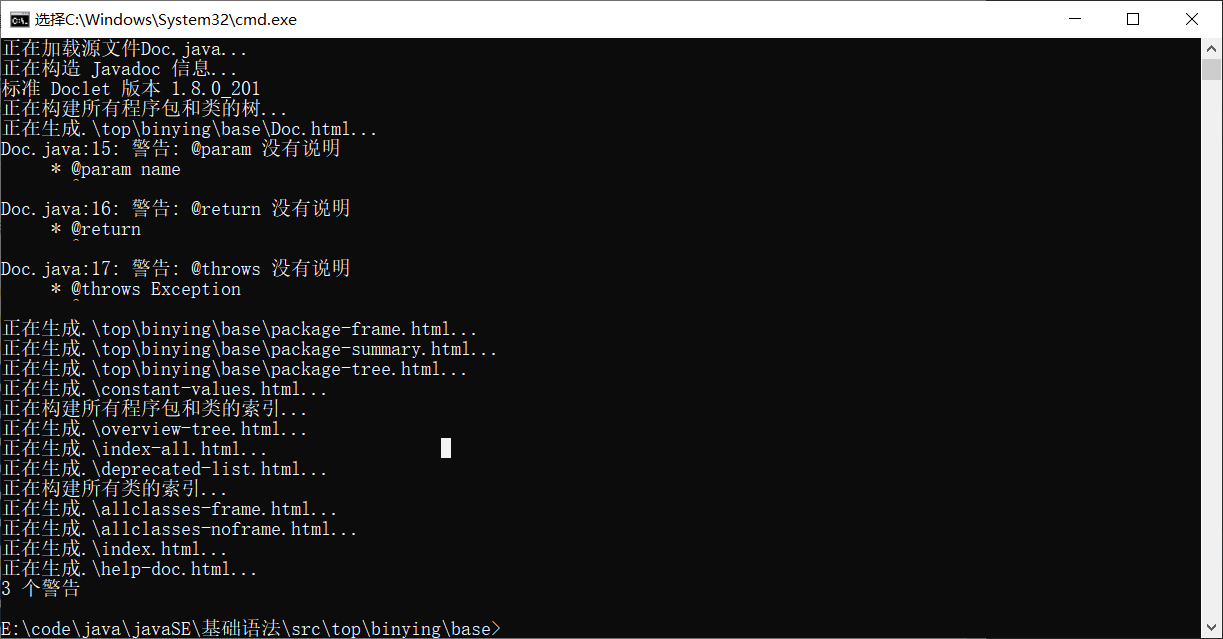 选择C:\Windows\System32\cmd.exe
正在加载源文件Doc.java...
正在构造 Javadoc 信息...
标准 Doclet 版本 1.8.0_201
正在构建所有程序包和类的树...
正在生成.\top\binying\base\Doc.html...
Doc.java:15: 警告: @param 没有说明
     * @param name
       ^
Doc.java:16: 警告: @return 没有说明
     * @return
       ^
Doc.java:17: 警告: @throws 没有说明
     * @throws Exception
       ^
正在生成.\top\binying\base\package-frame.html...
正在生成.\top\binying\base\package-summary.html...
正在生成.\top\binying\base\package-tree.html...
正在生成.\constant-values.html...
正在构建所有程序包和类的索引...
正在生成.\overview-tree.html...
正在生成.\index-all.html...
正在生成.\deprecated-list.html...
正在构建所有类的索引...
正在生成.\allclasses-frame.html...
正在生成.\allclasses-noframe.html...
正在生成.\index.html...
正在生成.\help-doc.html...
3 个警告
E:\code\java\javaSE\基础语法\src\top\binying\base>